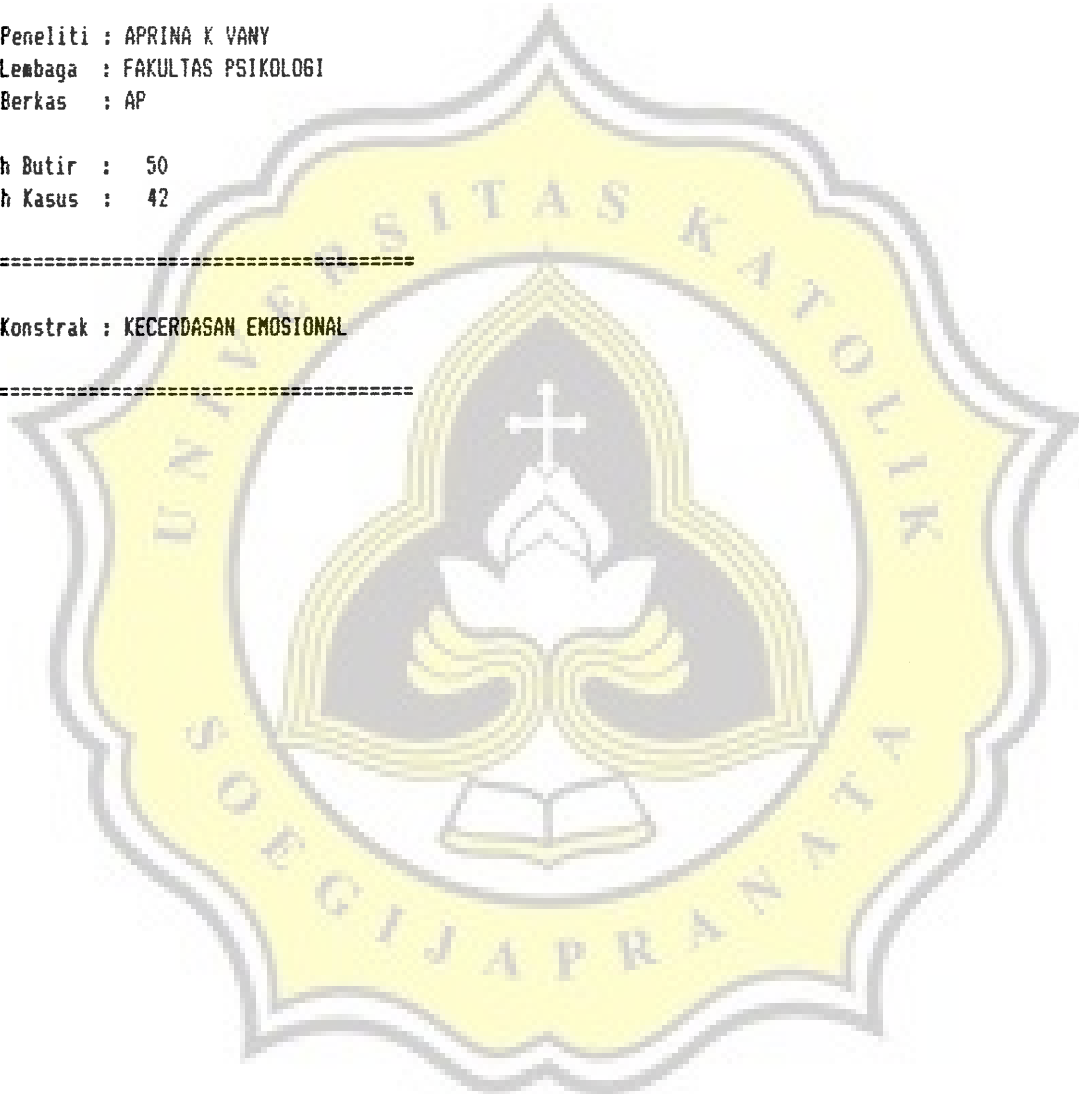 Peneliti : APRINA K VANY
Lembaga : FAKULTAS PSIKOLOGI
Berkas : AP
h Butir : 50
h Kasus : 42
=====================================
Konstrak : KECERDASAN EMOSIONAL
=====================================
UNIVERSITAS KATOLIK
SOEGIJAPRANATA